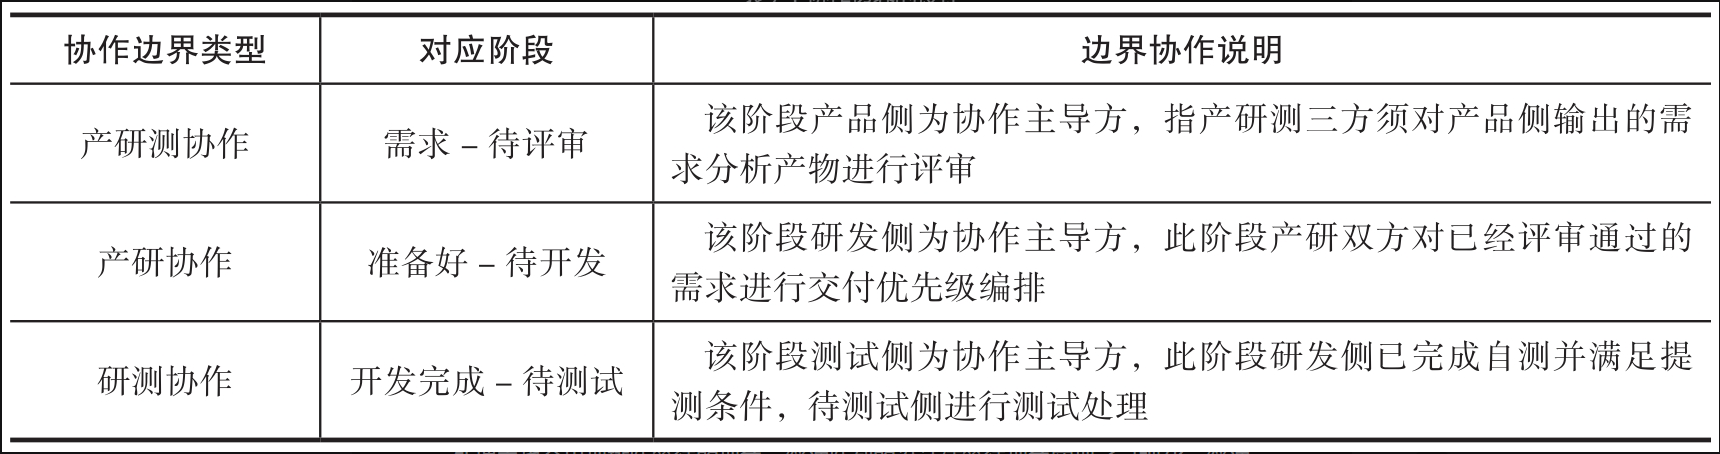 协作边界类型 对应阶段 边界协作说明
产研测协作 需求 – 待评审 该阶段产品侧为协作主导方，指产研测三方须对产品侧输出的需
求分析产物进行评审
产研协作 准备好 – 待开发 该阶段研发侧为协作主导方，此阶段产研双方对已经评审通过的
需求进行交付优先级编排
研测协作 开发完成 – 待测试 该阶段测试侧为协作主导方，此阶段研发侧已完成自测并满足提
测条件，待测试侧进行测试处理